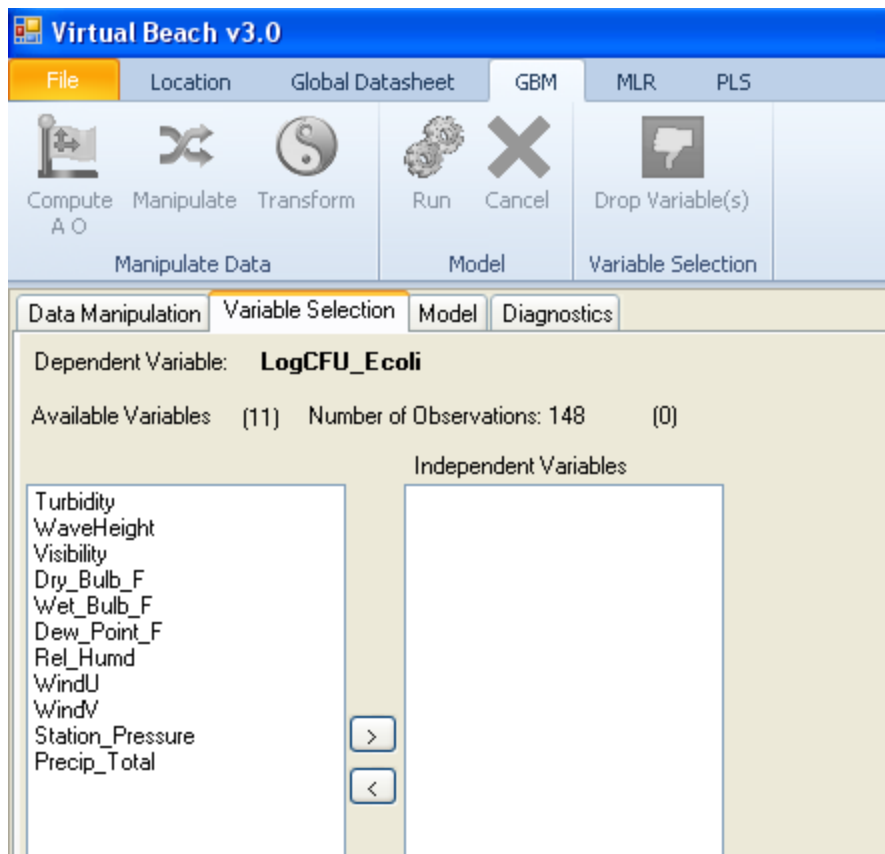 Virtual Beach v3.0
File Location Global Datasheet GBM MLR PLS
Compute Manipulate Transform Run Cancel Drop Variable(s)
A O
Manipulate Data Model Variable Selection
Data Manipulation Variable Selection Model Diagnostics
Dependent Variable: LogCFU_Ecoli
Available Variables (11) Number of Observations: 148 (0)
Independent Variables
Turbidity
WaveHeight
Visibility
Dry_Bulb_F
Wet_Bulb_F
Dew_Point_F
Rel_Humd
WindU
WindV
Station_Pressure
>
Precip_Total
<